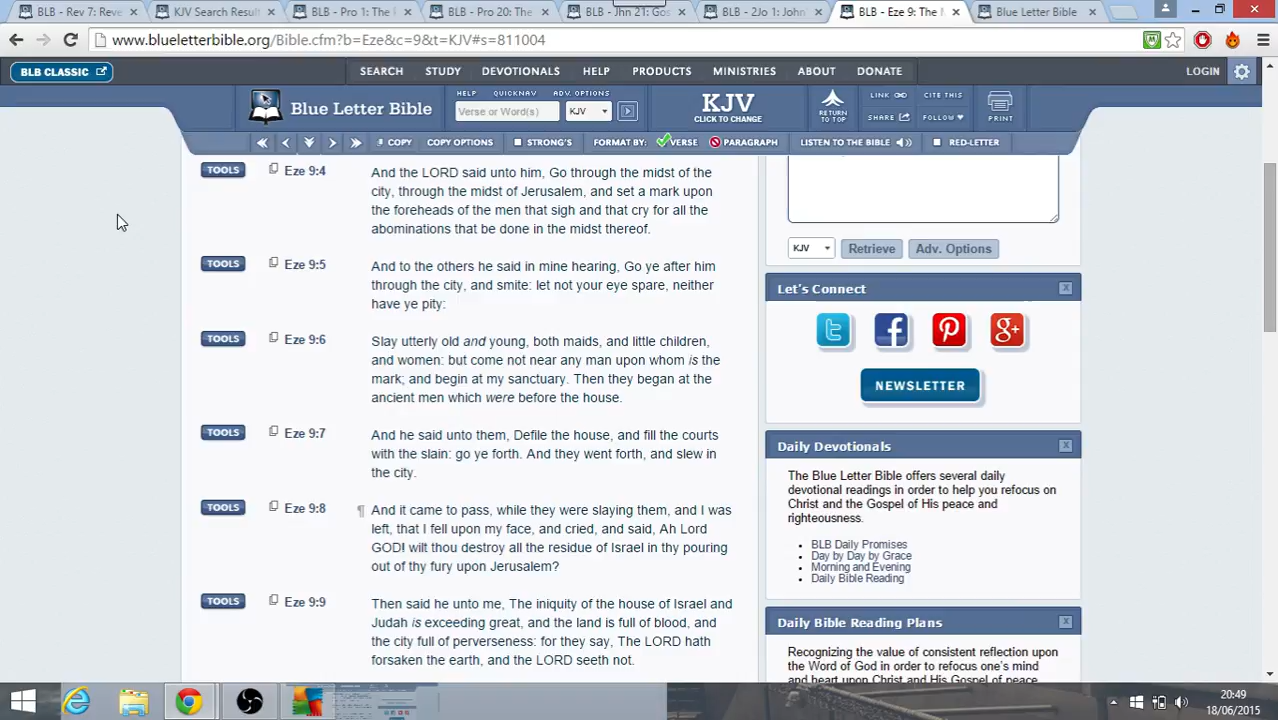 BLB - Rev 7: Reve
KJV Search Result
BLB - Pro 1: The
BLB - Pro 20: The
BLB - Jhn 21: Gos
BLB - 2Jo 1: John
BLB - Eze 9: The
Blue Letter Bible
www.blueletterbible.org/Bible.cfm?b=Eze&c=9&t=KJV#s=811004
BLB CLASSIC
SEARCH STUDY DEVOTIONALS HELP PRODUCTS MINISTRIES ABOUT DONATE
LOGIN
Blue Letter Bible
HELP QUICKNAV ADV. OPTIONS
Verse or Word(s)
KJV
KJV
CLICK TO CHANGE
RETURN
TO TOP
LINK
CITE THIS
SHARE
FOLLOW
PRINT
COPY COPY OPTIONS STRONG'S FORMAT BY: VERSE PARAGRAPH LISTEN TO THE BIBLE RED-LETTER
TOOLS Eze 9:4 And the LORD said unto him, Go through the midst of the
city, through the midst of Jerusalem, and set a mark upon
the foreheads of the men that sigh and that cry for all the
abominations that be done in the midst thereof.
TOOLS Eze 9:5 And to the others he said in mine hearing, Go ye after him
through the city, and smite: let not your eye spare, neither
have ye pity:
TOOLS Eze 9:6 Slay utterly old and young, both maids, and little children,
and women: but come not near any man upon whom is the
mark; and begin at my sanctuary. Then they began at the
ancient men which were before the house.
TOOLS Eze 9:7 And he said unto them, Defile the house, and fill the courts
with the slain: go ye forth. And they went forth, and slew in
the city.
TOOLS Eze 9:8 ¶ And it came to pass, while they were slaying them, and I was
left, that I fell upon my face, and cried, and said, Ah Lord
GOD! wilt thou destroy all the residue of Israel in thy pouring
out of thy fury upon Jerusalem?
TOOLS Eze 9:9 Then said he unto me, The iniquity of the house of Israel and
Judah is exceeding great, and the land is full of blood, and
the city full of perverseness: for they say, The LORD hath
forsaken the earth, and the LORD seeth not.
KJV
Retrieve
Adv. Options
Let's Connect
NEWSLETTER
Daily Devotionals
The Blue Letter Bible offers several daily
devotional readings in order to help you refocus on
Christ and the Gospel of His peace and
righteousness.
BLB Daily Promises
Day by Day by Grace
Morning and Evening
Daily Bible Reading
Daily Bible Reading Plans
Recognizing the value of consistent reflection upon
the Word of God in order to refocus one's mind
and heart upon Christ and His Gospel of peace
20:49
18/06/2015